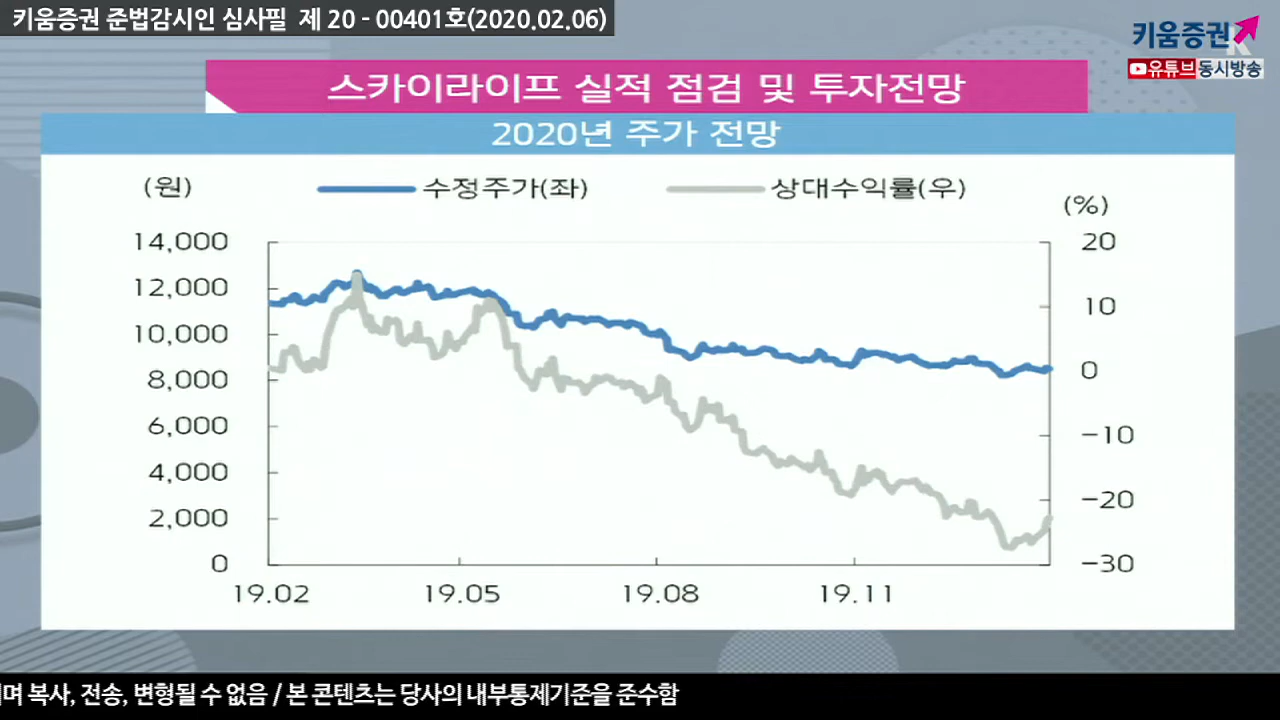 키움증권 준법감시인 심사필 제 20 - 00401호(2020.02.06)
키움증권
유튜브동시방송
스카이라이프 실적 점검 및 투자전망
2020년 주가 전망
(원)
수정주가(좌)
상대수익률(우)
(%)
14,000
20
12,000
10
10,000
8,000
0
6,000
-10
4,000
-20
2,000
0
-30
19.02
19.05
19.08
19.11
며 복사, 전송, 변형될 수 없음 / 본 콘텐츠는 당사의 내부통제기준을 준수함